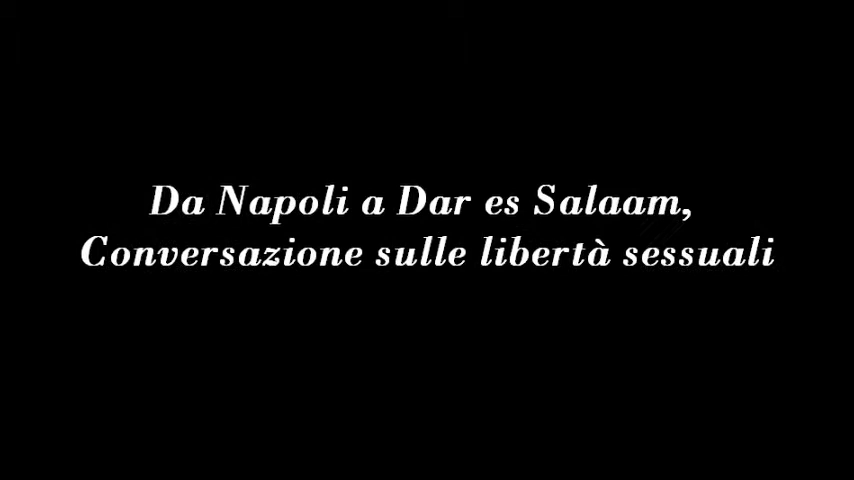 Da Napoli a Dar es Salaam,
Conversazione sulle libertà sessuali